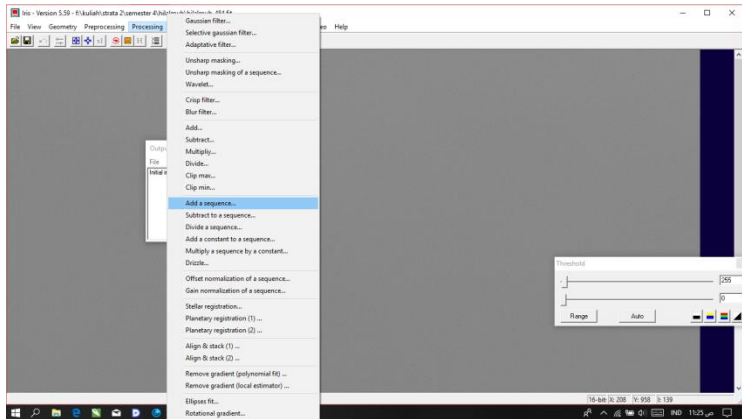 Iris - Version 5.59 - f:\kuliah\strata 2\semester 4\
File View Geometry Preprocessing Processing
Help
Gaussian filter...
Selective gaussian filter...
Adaptative filter...
Unsharp masking...
Unsharp masking of a sequence...
Wavelet...
Crisp filter...
Blur filter...
Add...
Subtract...
Multiply...
Divide...
Clip max...
Clip min...
Add a sequence...
Subtract to a sequence...
Divide a sequence...
Add a constant to a sequence...
Multiply a sequence by a constant...
Drizzle...
Offset normalization of a sequence...
Gain normalization of a sequence...
Stellar registration...
Planetary registration (1) ...
Planetary registration (2) ...
Align & stack (1) ...
Align & stack (2) ...
Remove gradient (polynomial fit) ...
Remove gradient (local estimator) ...
Ellipses fit...
Rotational gradient...
Outpu
File
Initial i
Threshold
255
0
Range Auto
16-bit X: 208 Y: 958 I: 139
IND 11:25 ص